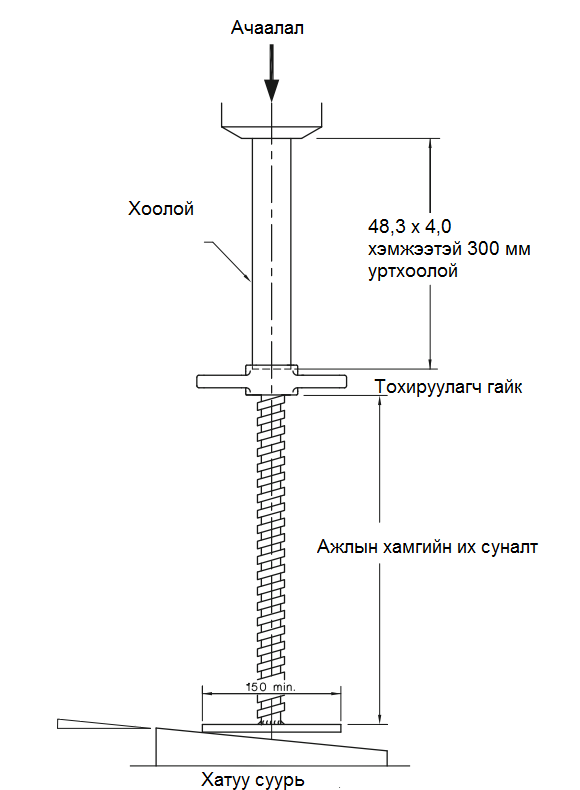 Ачаалал
Хоолой
48,3 x 4,0
хэмжээтэй 300 мм
уртхоолой
Тохируулагч гайк
Ажлын хамгийн их суналт
150 min.
Хатуу суурь